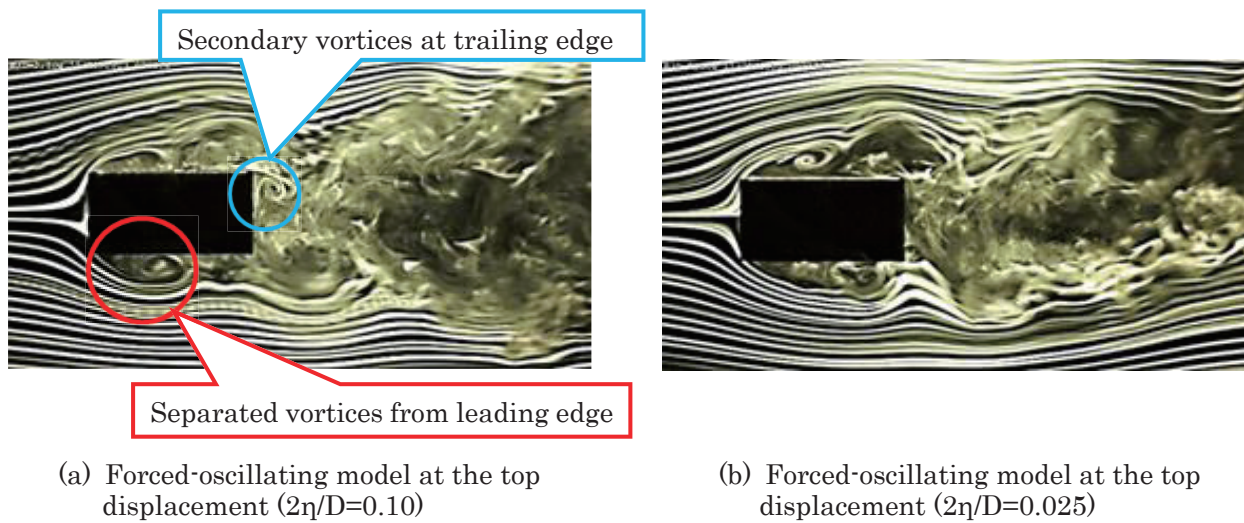 Secondary vortices at trailing edge
Separated vortices from leading edge
(a) Forced-oscillating model at the top
displacement (2η/D=0.10)
(b) Forced-oscillating model at the top
displacement (2η/D=0.025)